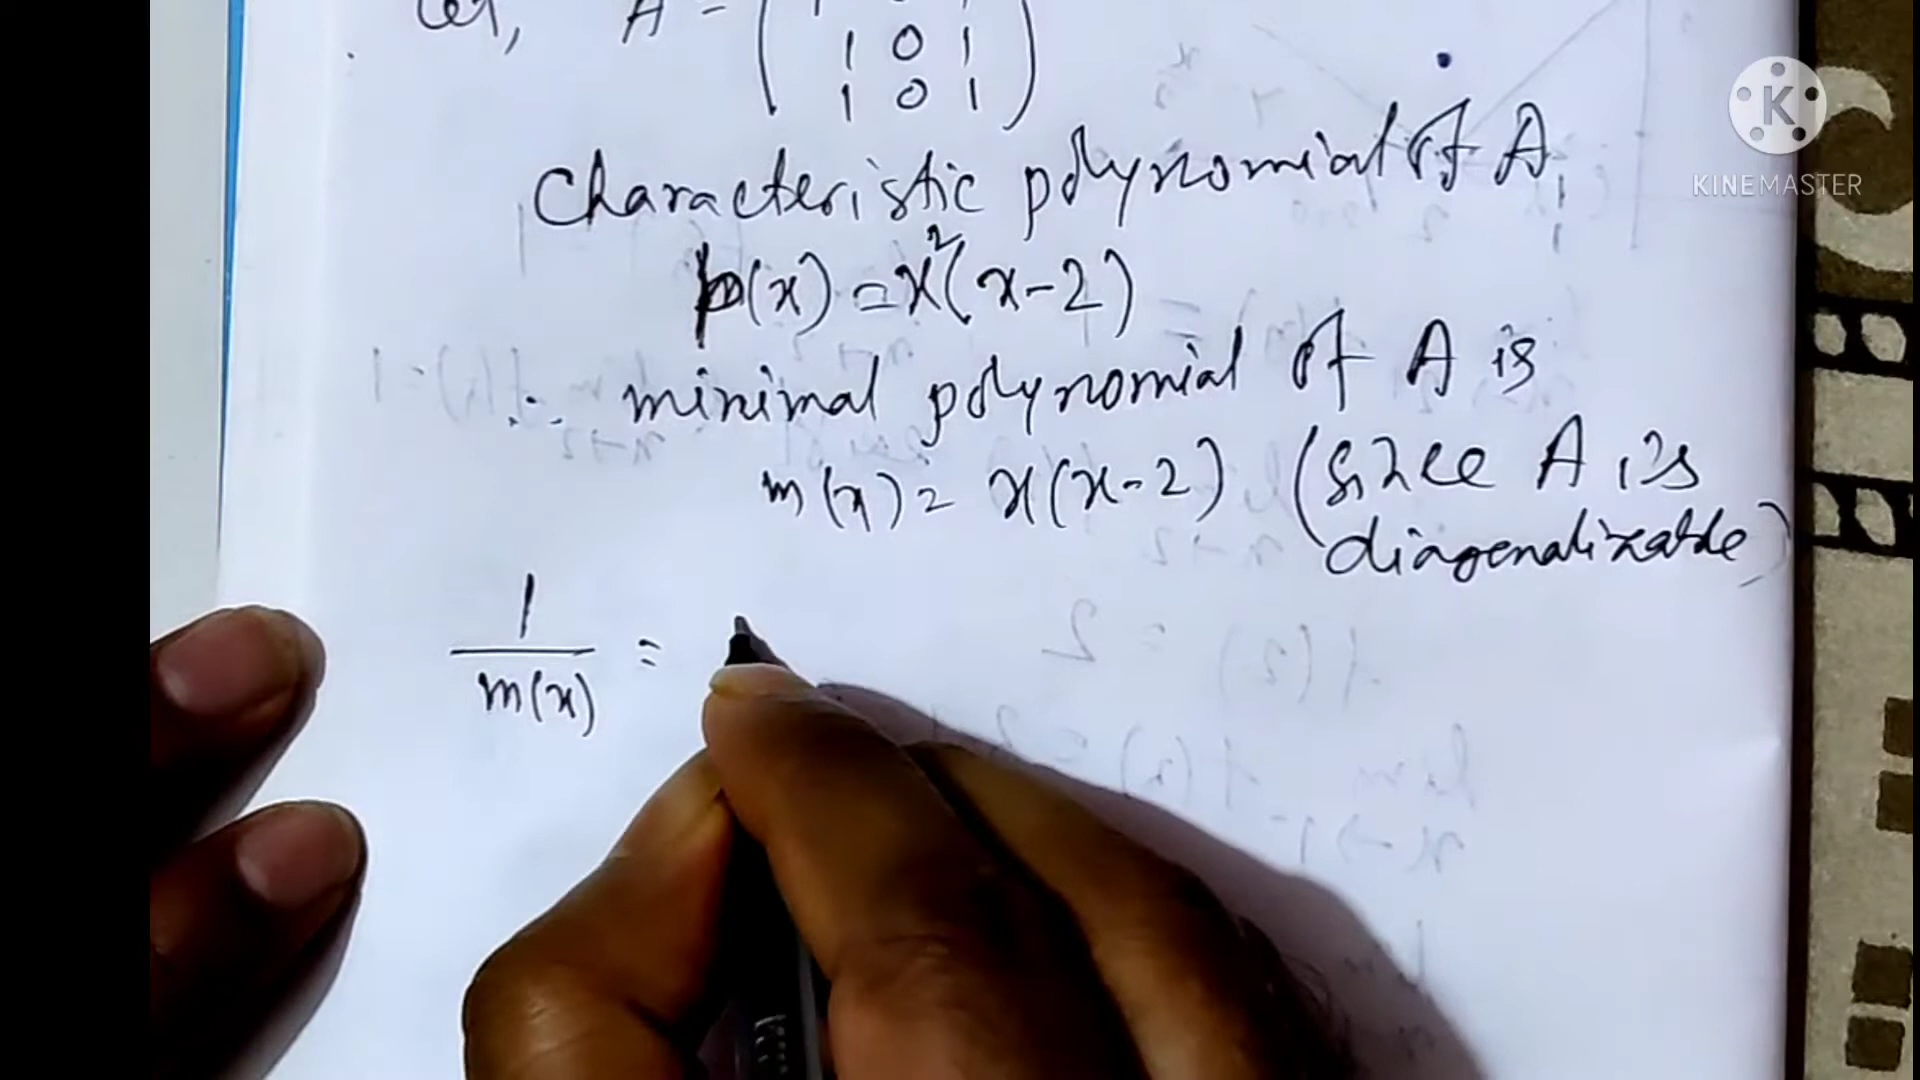 Let, A = 
1 0 1
1 0 1
Characteristic polynomial of A,
p(x) = x²(x-2)
∴ minimal polynomial of A is
m(x) = x(x-2) (since A is
diagonalizable)
1
m(x) =
K
KINEMASTER